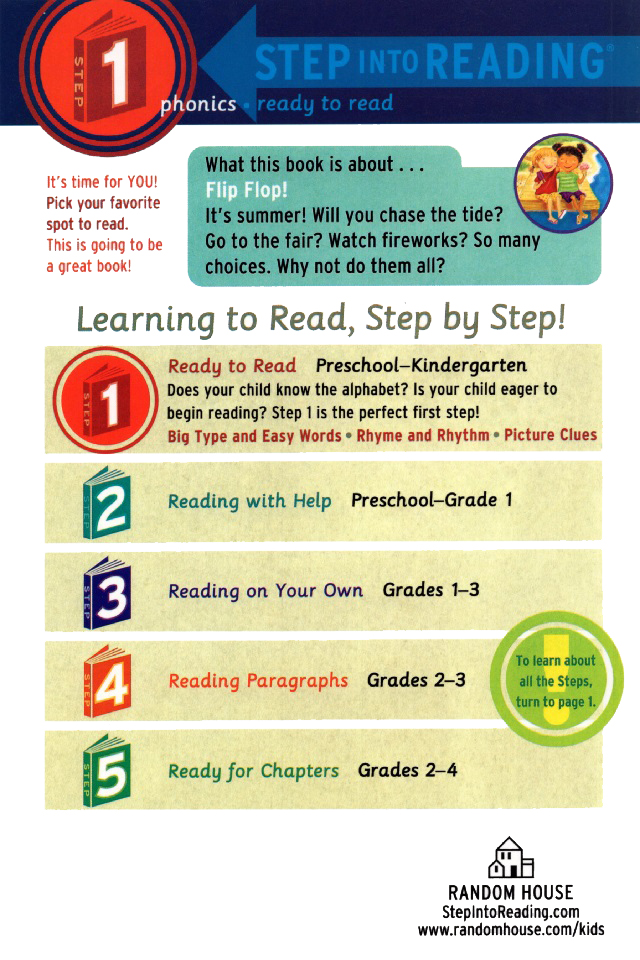 STEP 1
STEP INTO READING®
phonics • ready to read
It's time for YOU!
Pick your favorite
spot to read.
This is going to be
a great book!
What this book is about . . .
Flip Flop!
It's summer! Will you chase the tide?
Go to the fair? Watch fireworks? So many
choices. Why not do them all?
Learning to Read, Step by Step!
STEP 1
Ready to Read Preschool–Kindergarten
Does your child know the alphabet? Is your child eager to
begin reading? Step 1 is the perfect first step!
Big Type and Easy Words • Rhyme and Rhythm • Picture Clues
STEP 2
Reading with Help Preschool–Grade 1
STEP 3
Reading on Your Own Grades 1–3
STEP 4
Reading Paragraphs Grades 2–3
!
To learn about
all the Steps,
turn to page 1.
STEP 5
Ready for Chapters Grades 2–4
RANDOM HOUSE
StepIntoReading.com
www.randomhouse.com/kids